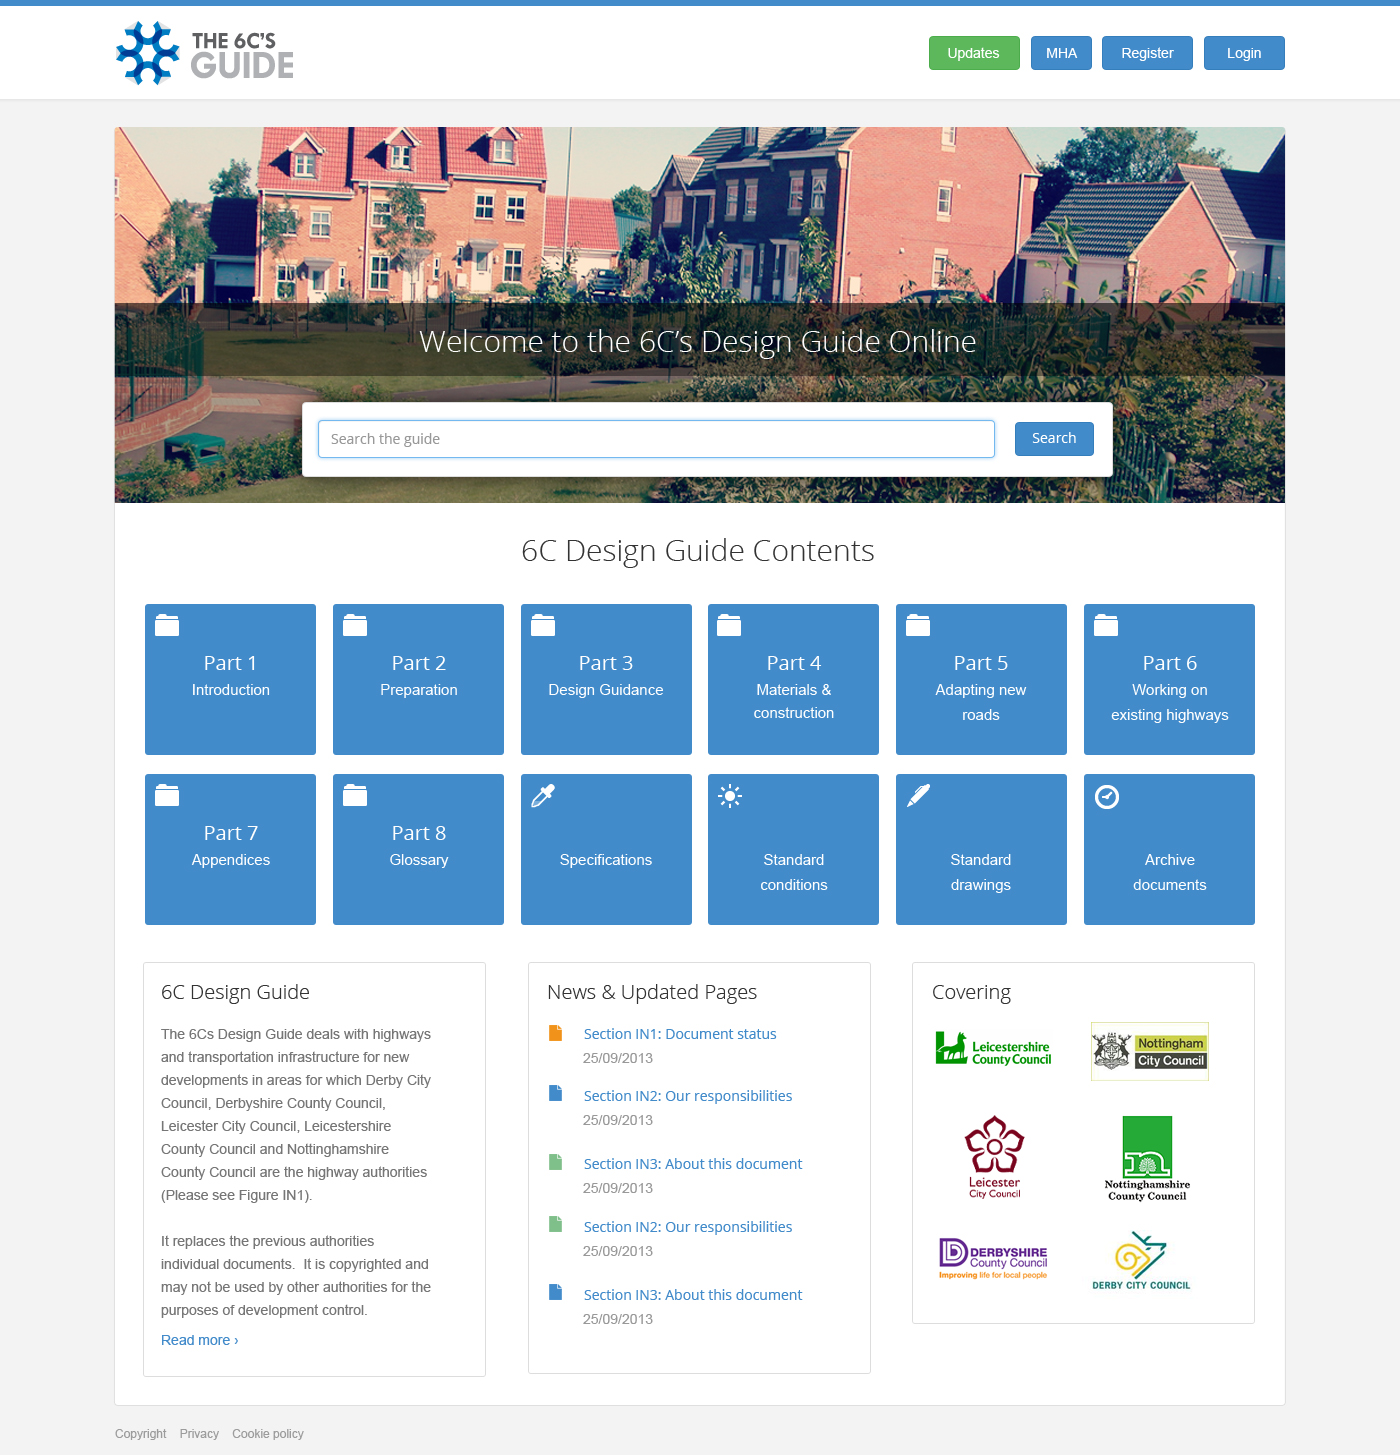 THE 6C'S
GUIDE
Updates
MHA
Register
Login
Welcome to the 6C's Design Guide Online
Search the guide
Search
6C Design Guide Contents
Part 1
Introduction
Part 2
Preparation
Part 3
Design Guidance
Part 4
Materials &
construction
Part 5
Adapting new
roads
Part 6
Working on
existing highways
Part 7
Appendices
Part 8
Glossary
Specifications
Standard
conditions
Standard
drawings
Archive
documents
6C Design Guide
The 6Cs Design Guide deals with highways
and transportation infrastructure for new
developments in areas for which Derby City
Council, Derbyshire County Council,
Leicester City Council, Leicestershire
County Council and Nottinghamshire
County Council are the highway authorities
(Please see Figure IN1).
It replaces the previous authorities
individual documents.  It is copyrighted and
may not be used by other authorities for the
purposes of development control.
Read more ›
News & Updated Pages
Section IN1: Document status
25/09/2013
Section IN2: Our responsibilities
25/09/2013
Section IN3: About this document
25/09/2013
Section IN2: Our responsibilities
25/09/2013
Section IN3: About this document
25/09/2013
Covering
Leicestershire
County Council
Nottingham
City Council
Leicester
City Council
n
Nottinghamshire
County Council
D DERBYSHIRE
County Council
Improving life for local people
DERBY CITY COUNCIL
Copyright
Privacy
Cookie policy